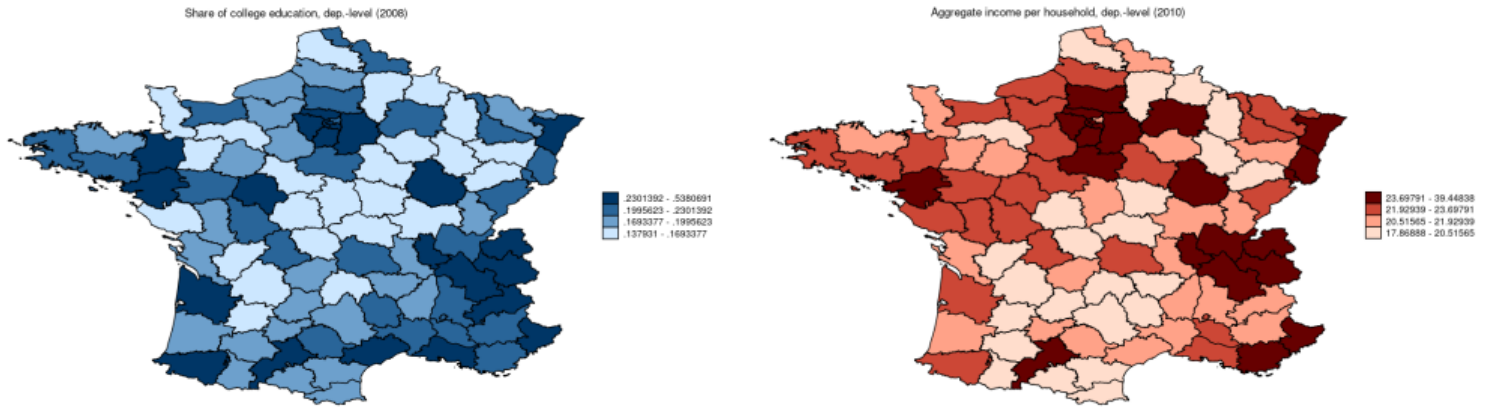 Share of college education, dep.-level (2008)
.2301392 - .5380691
.1995623 - .2301392
.1693377 - .1995623
.137931 - .1693377
Aggregate income per household, dep.-level (2010)
23.69791 - 39.44838
21.92939 - 23.69791
20.51565 - 21.92939
17.86888 - 20.51565